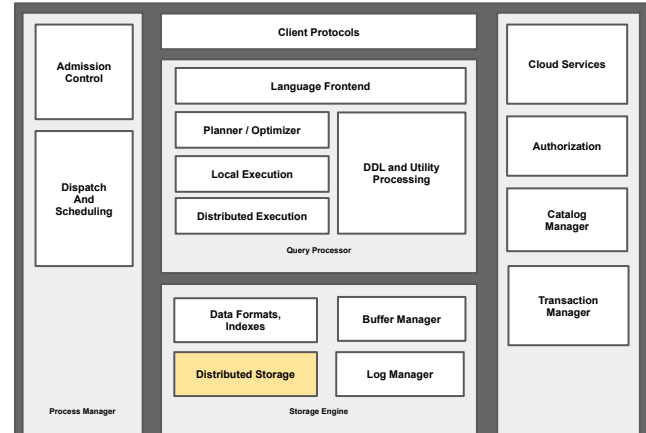 Admission
Control
Dispatch
And
Scheduling
Process Manager
Client Protocols
Language Frontend
Planner / Optimizer
Local Execution
Distributed Execution
DDL and Utility
Processing
Query Processor
Data Formats,
Indexes
Buffer Manager
Distributed Storage
Log Manager
Storage Engine
Cloud Services
Authorization
Catalog
Manager
Transaction
Manager